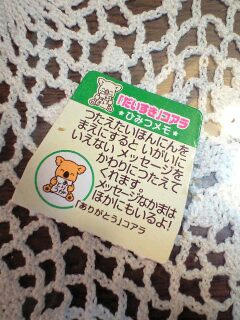 「だいすき」コアラ
★ひみつメモ★
つたえたいほんにんを
まえにするといがいに
いえないメッセージを
かわりにつたえて
くれます。
メッセージなかまは
ほかにもいるよ!
「ありがとう」コアラ